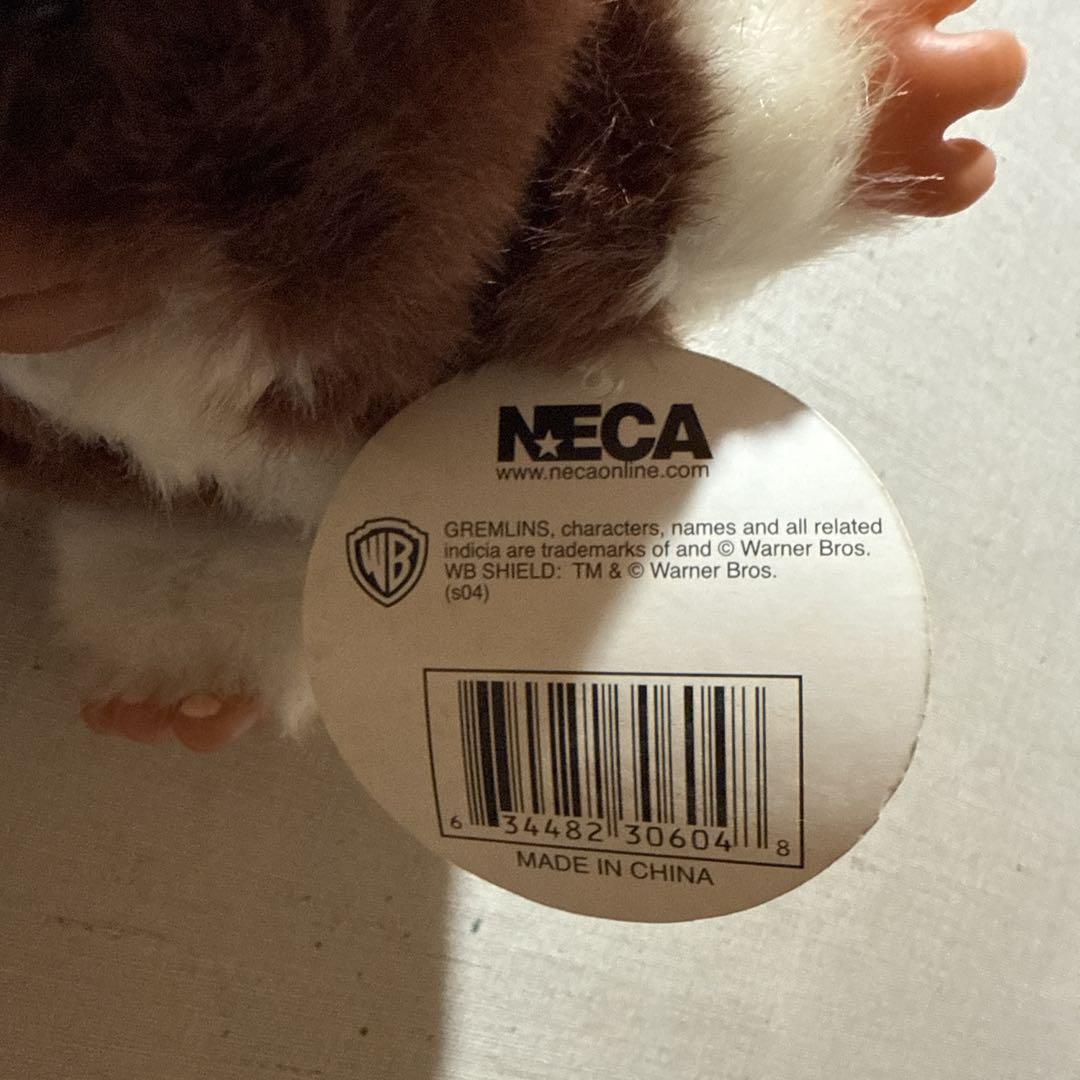 NECA
www.necaonline.com
WB
GREMLINS, characters, names and all related
indicia are trademarks of and © Warner Bros.
WB SHIELD: TM & © Warner Bros.
(s04)
6 34482 30604 8
MADE IN CHINA